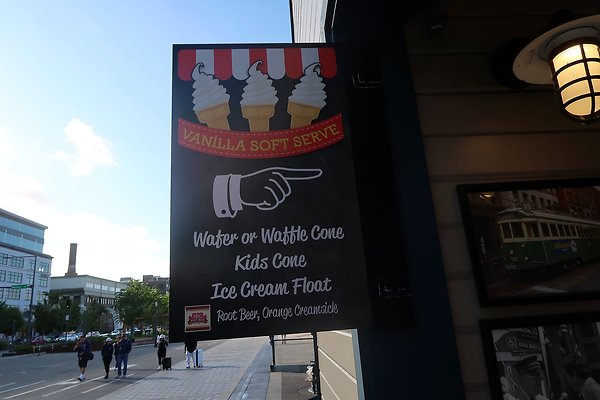 VANILLA SOFT SERVE
Wafer or Waffle Cone
Kids Cone
Ice Cream Float
Root Beer, Orange Creamsicle